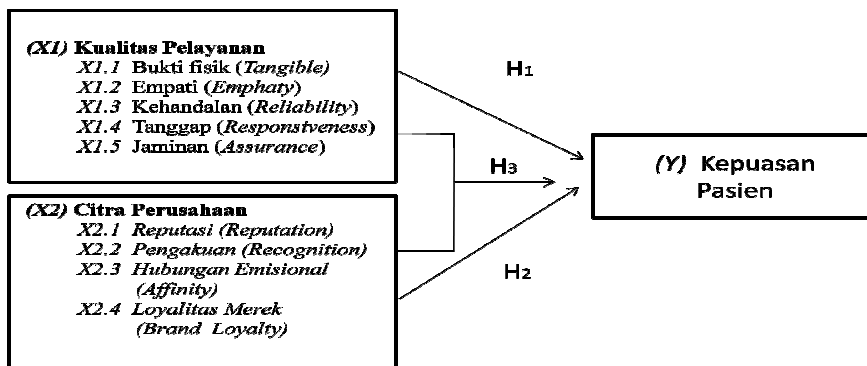 (X1) Kualitas Pelayanan
X1.1 Bukti fisik (Tangible)
X1.2 Empati (Emphaty)
X1.3 Kehandalan (Reliability)
X1.4 Tanggap (Responsiveness)
X1.5 Jaminan (Assurance)
H1
H3
(Y) Kepuasan
Pasien
(X2) Citra Perusahaan
X2.1 Reputasi (Reputation)
X2.2 Pengakuan (Recognition)
X2.3 Hubungan Emisional
(Affinity)
X2.4 Loyalitas Merek
(Brand Loyalty)
H2